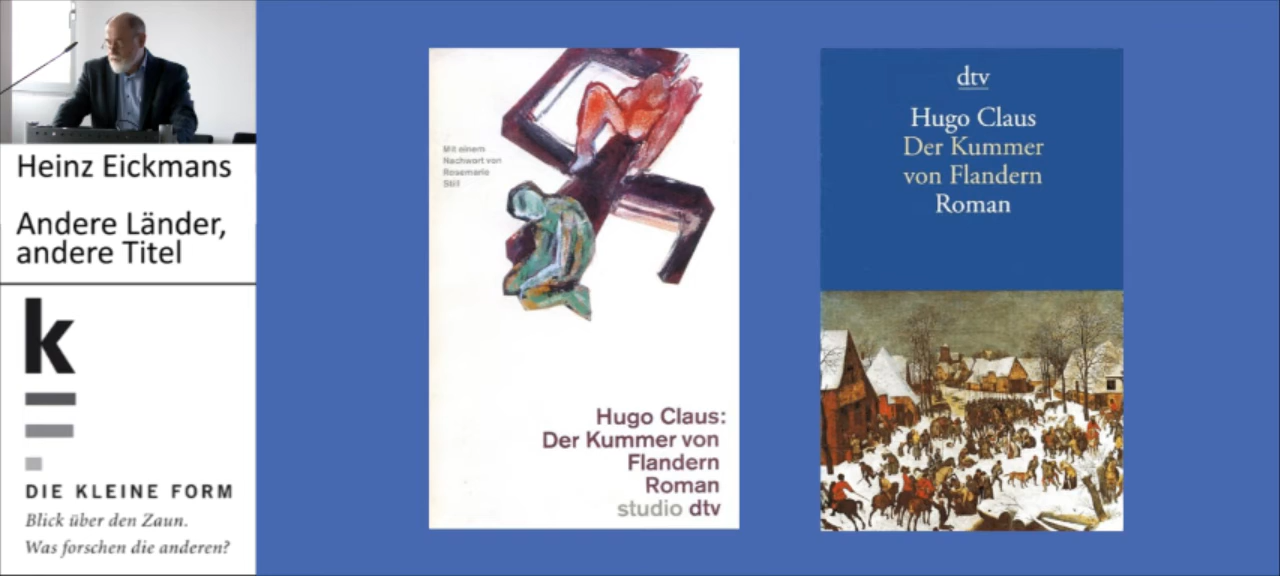 Heinz Eickmans
Andere Länder,
andere Titel
k
DIE KLEINE FORM
Blick über den Zaun.
Was forschen die anderen?
Mit einem
Nachwort von
Rosemarie
Still
Hugo Claus:
Der Kummer von
Flandern
Roman
studio dtv
dtv
Hugo Claus
Der Kummer
von Flandern
Roman